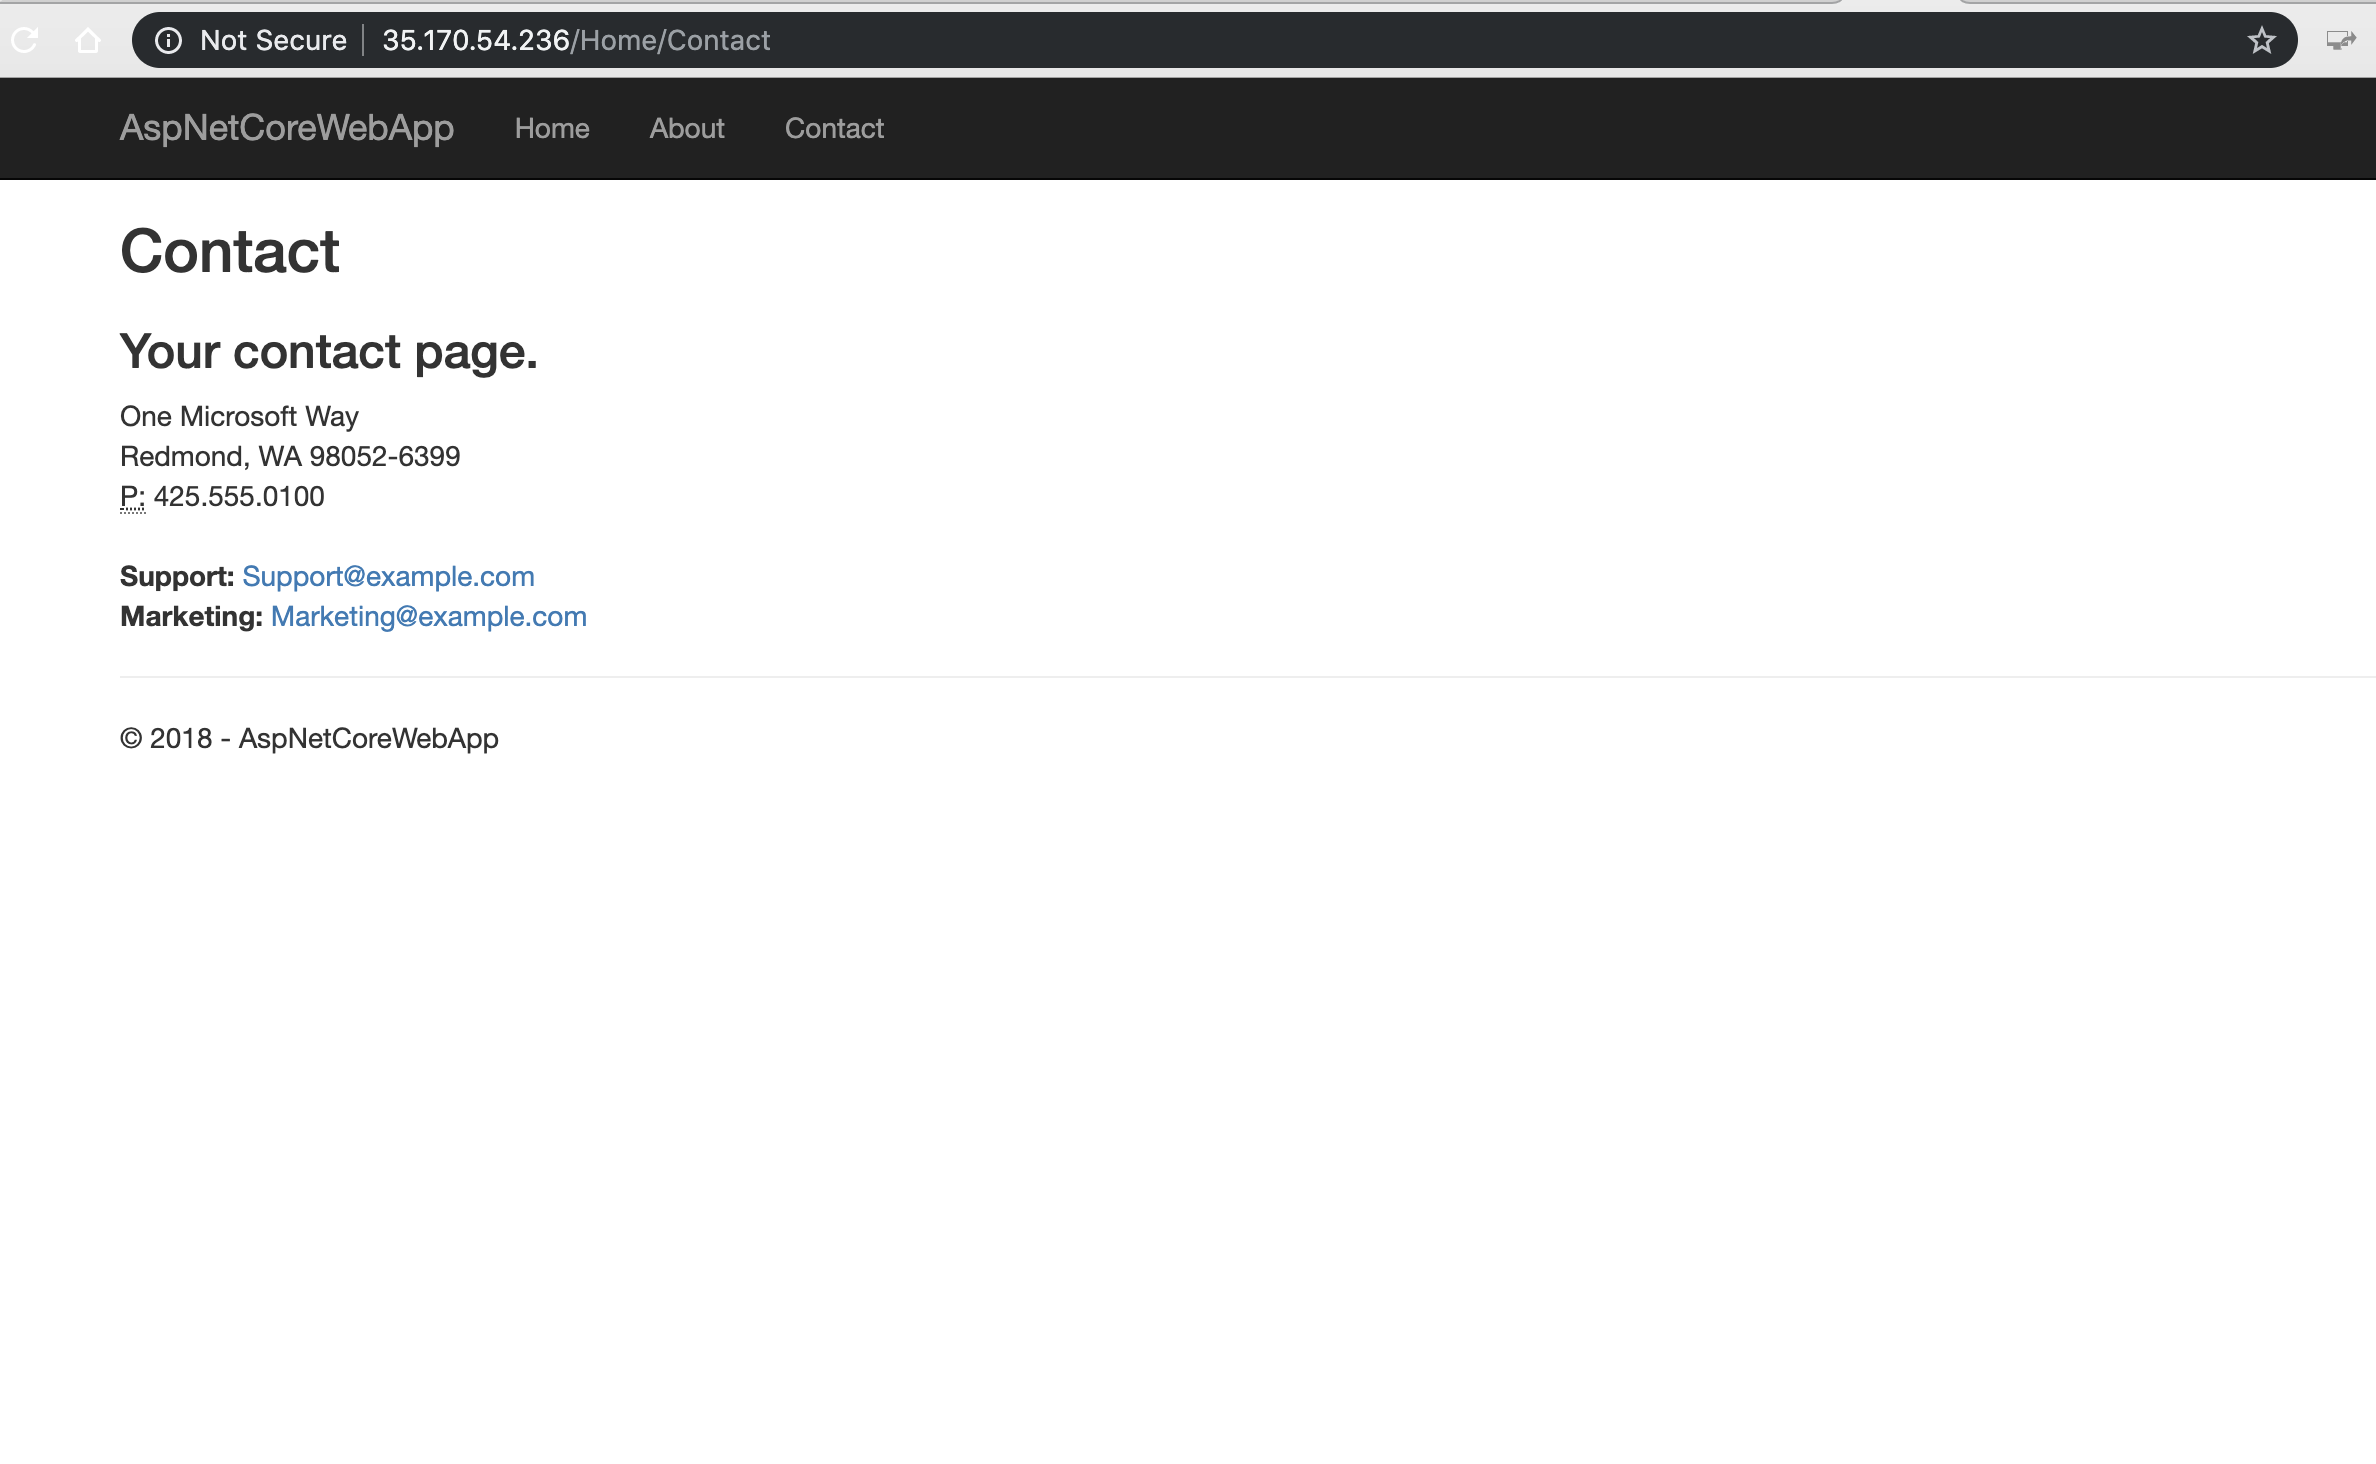 Not Secure | 35.170.54.236/Home/Contact
AspNetCoreWebApp Home About Contact
Contact
Your contact page.
One Microsoft Way
Redmond, WA 98052-6399
P: 425.555.0100
Support: Support@example.com
Marketing: Marketing@example.com
© 2018 - AspNetCoreWebApp